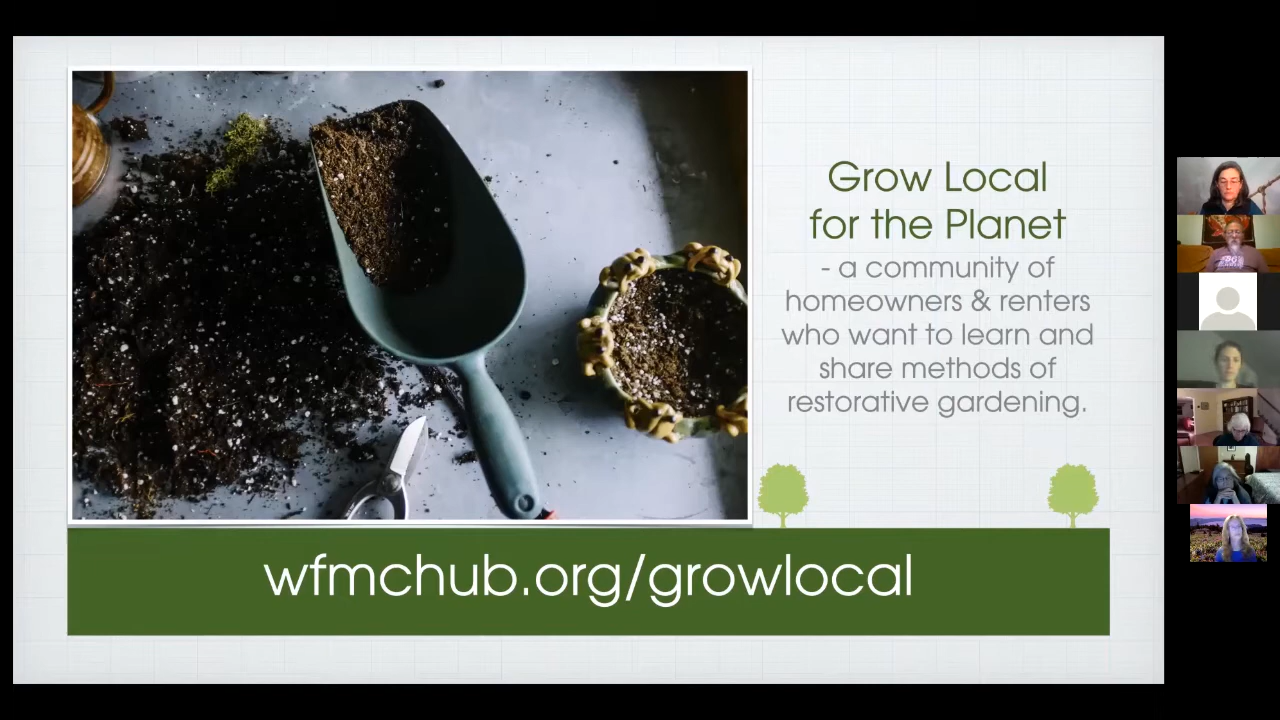 Grow Local
for the Planet
- a community of
homeowners & renters
who want to learn and
share methods of
restorative gardening.
wfmchub.org/growlocal